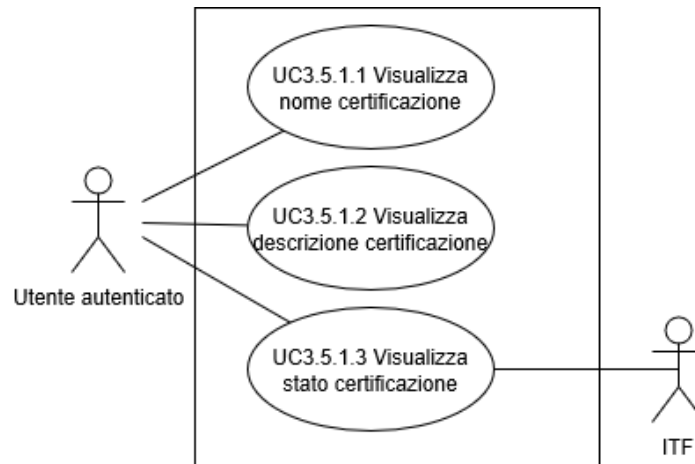 UC3.5.1.1 Visualizza
nome certificazione
UC3.5.1.2 Visualizza
descrizione certificazione
Utente autenticato
UC3.5.1.3 Visualizza
stato certificazione
ITF